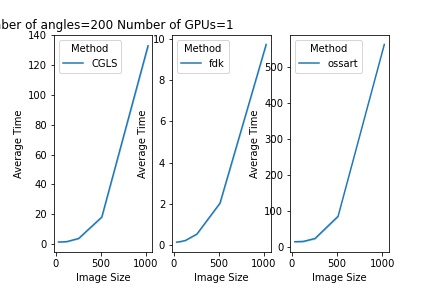 ber of angles=200 Number of GPUs=1
140
120
100
80
60
40
20
0
Average Time
Method
CGLS
0
500
1000
Image Size
10
8
6
4
2
0
Average Time
Method
fdk
0
500
1000
Image Size
500
400
300
200
100
0
Average Time
Method
ossart
0
500
1000
Image Size